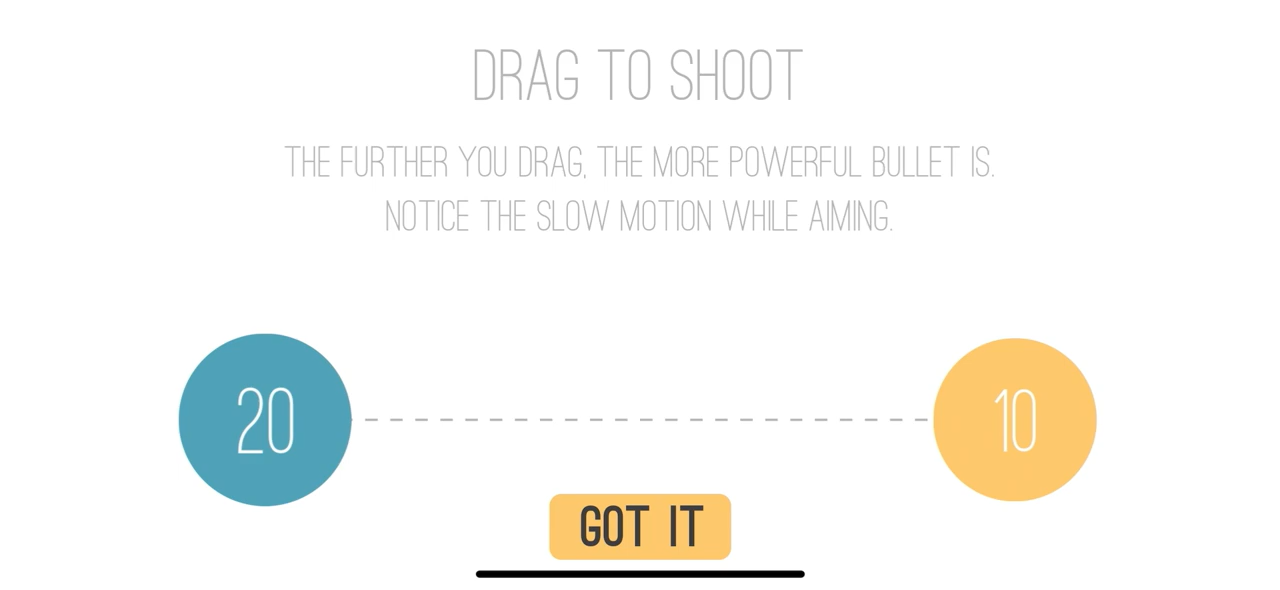 DRAG TO SHOOT
THE FURTHER YOU DRAG, THE MORE POWERFUL BULLET IS.
NOTICE THE SLOW MOTION WHILE AIMING.
20
10
GOT IT